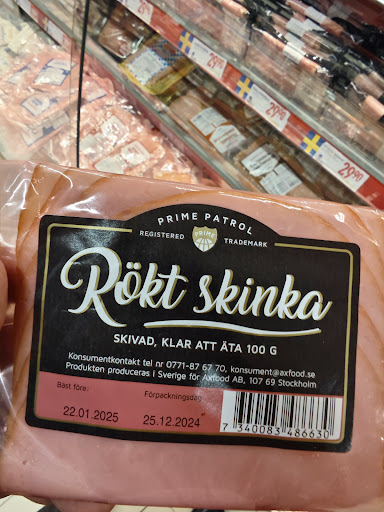 PRIME PATROL
REGISTERED PRIME TRADEMARK
Rökt skinka
SKIVAD, KLAR ATT ÄTA 100 G
Konsumentkontakt tel nr 0771-87 67 70, konsument@axfood.se
Produkten produceras i Sverige för Axfood AB, 107 69 Stockholm
Bäst före: Förpackningsdag
22.01.2025 25.12.2024
7 340083 486630
29.90